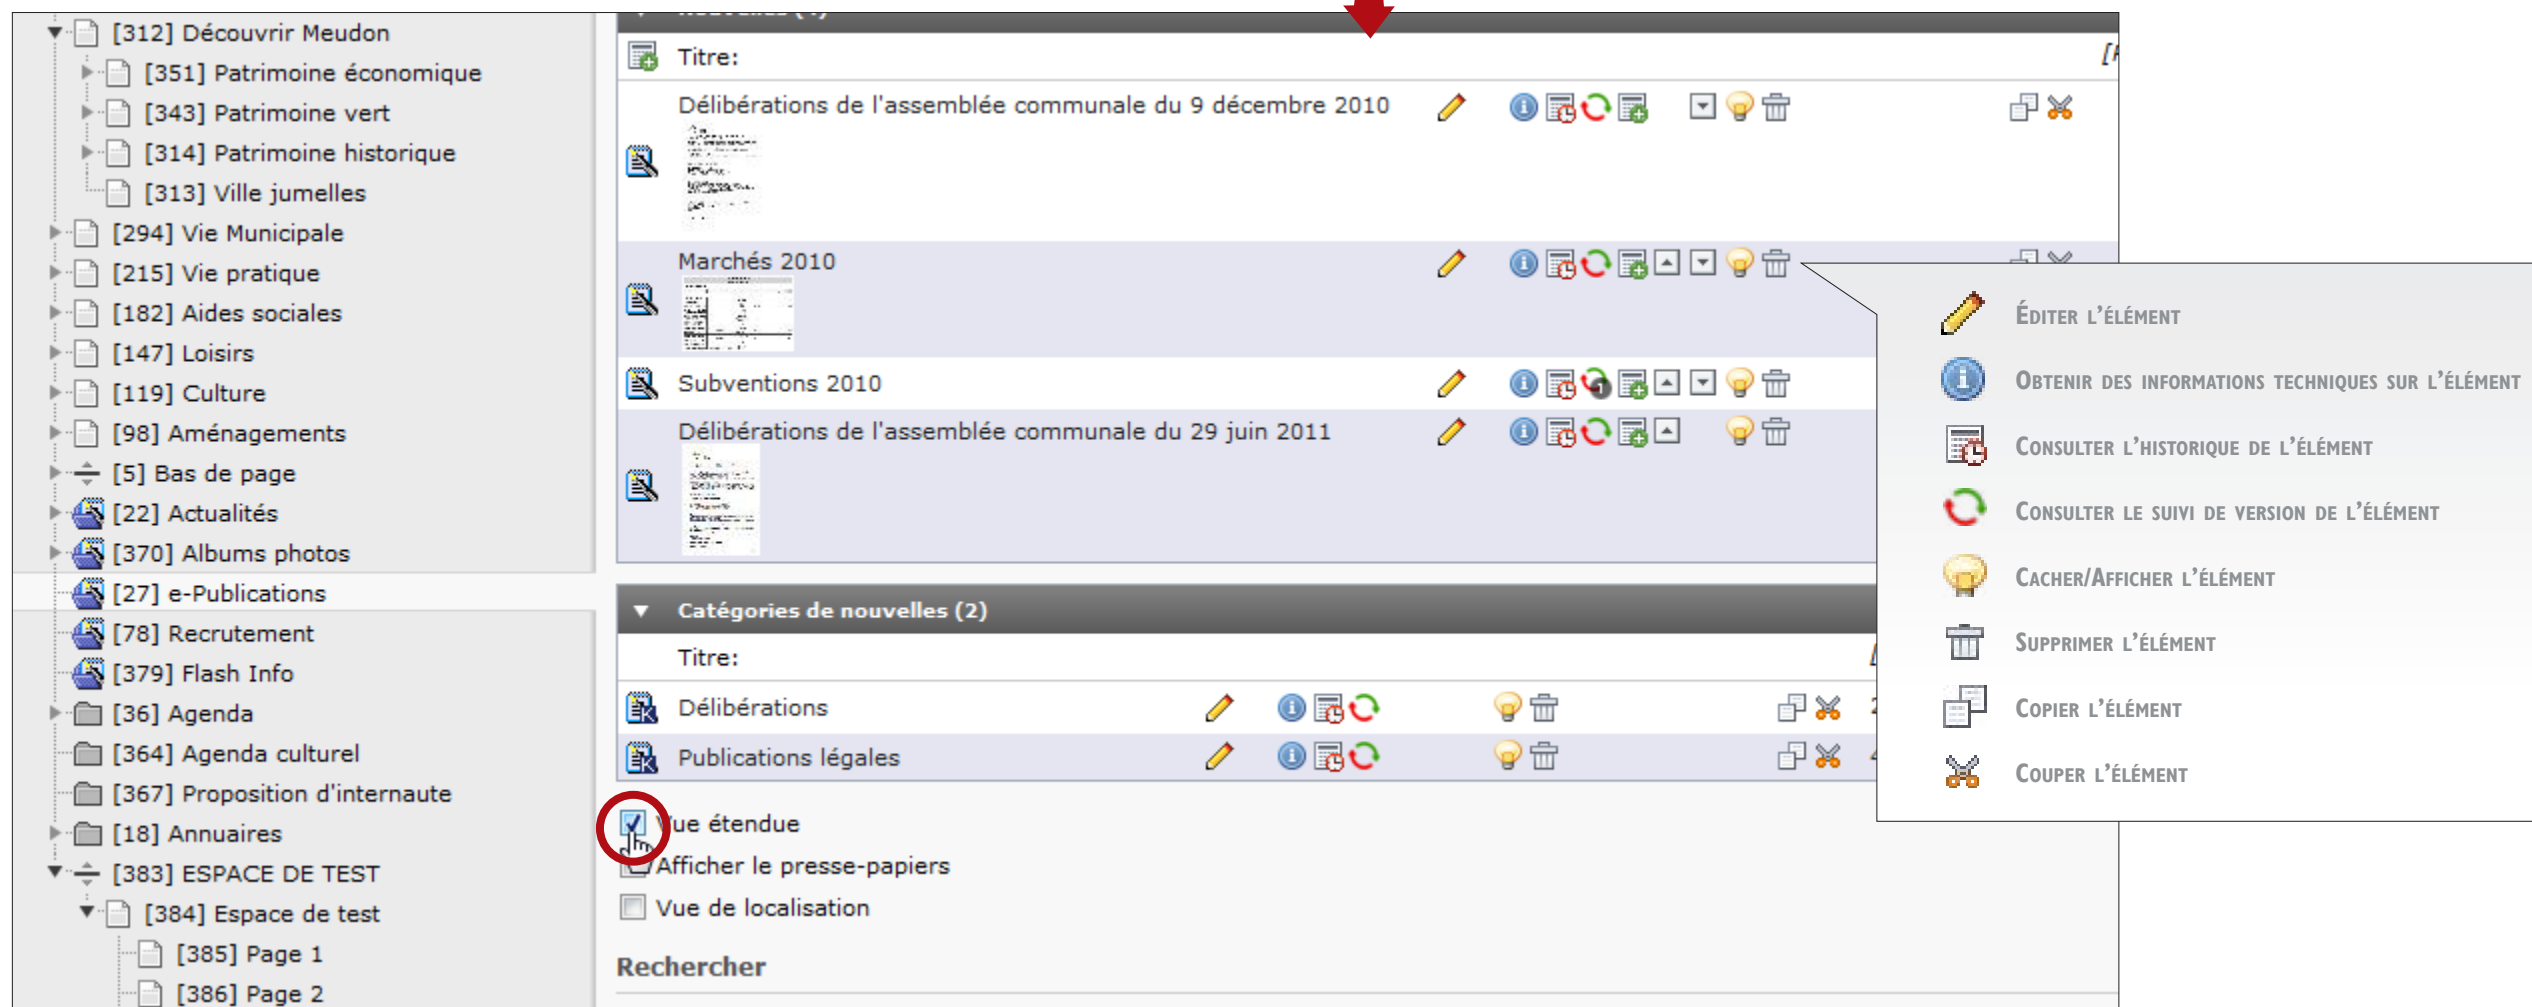 [312] Découvrir Meudon
[351] Patrimoine économique
[343] Patrimoine vert
[314] Patrimoine historique
[313] Ville jumelles
[294] Vie Municipale
[215] Vie pratique
[182] Aides sociales
[147] Loisirs
[119] Culture
[98] Aménagements
[5] Bas de page
[22] Actualités
[370] Albums photos
[27] e-Publications
[78] Recrutement
[379] Flash Info
[36] Agenda
[364] Agenda culturel
[367] Proposition d'internaute
[18] Annuaires
[383] ESPACE DE TEST
[384] Espace de test
[385] Page 1
[386] Page 2
Nouvelles (4)
Titre:
Délibérations de l'assemblée communale du 9 décembre 2010
Marchés 2010
Subventions 2010
Délibérations de l'assemblée communale du 29 juin 2011
Catégories de nouvelles (2)
Titre:
Délibérations
Publications légales
Vue étendue
Afficher le presse-papiers
Vue de localisation
Rechercher
ÉDITER L'ÉLÉMENT
OBTENIR DES INFORMATIONS TECHNIQUES SUR L'ÉLÉMENT
CONSULTER L'HISTORIQUE DE L'ÉLÉMENT
CONSULTER LE SUIVI DE VERSION DE L'ÉLÉMENT
CACHER/AFFICHER L'ÉLÉMENT
SUPPRIMER L'ÉLÉMENT
COPIER L'ÉLÉMENT
COUPER L'ÉLÉMENT